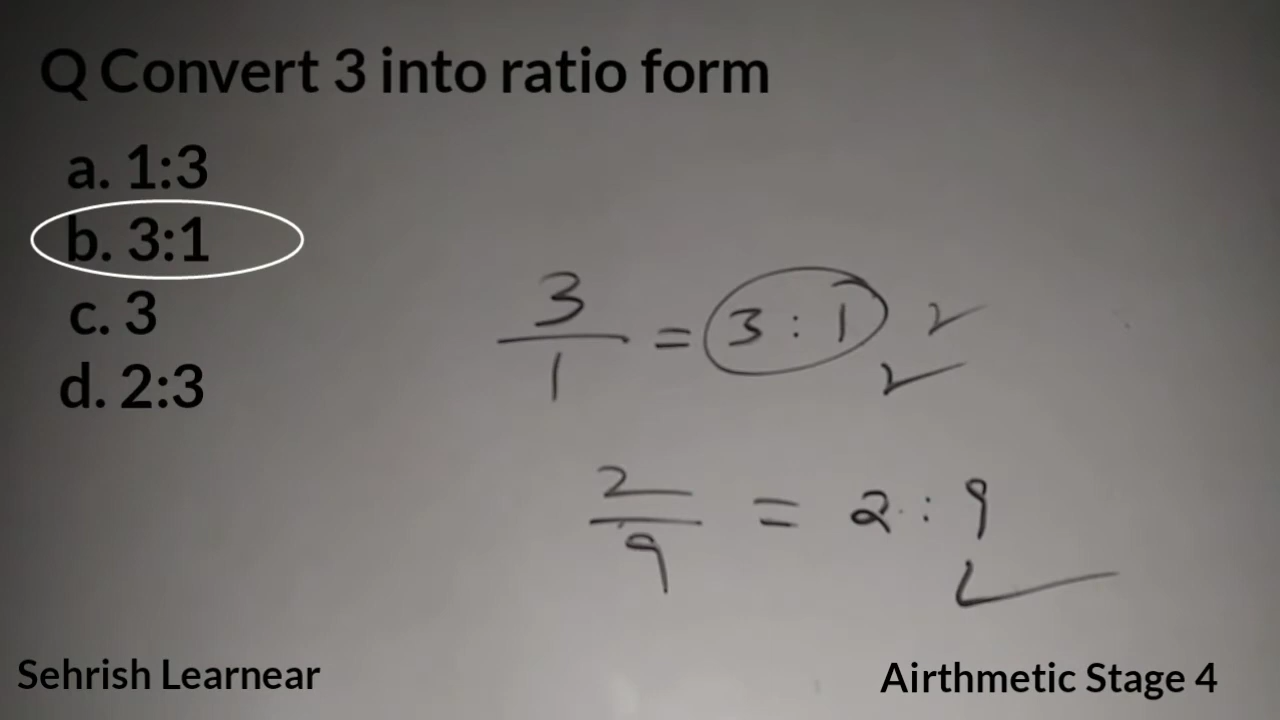 Q Convert 3 into ratio form
a. 1:3
b. 3:1
c. 3
d. 2:3
3/1 = 3 : 1
2/9 = 2 : 9
Sehrish Learnear
Airthmetic Stage 4